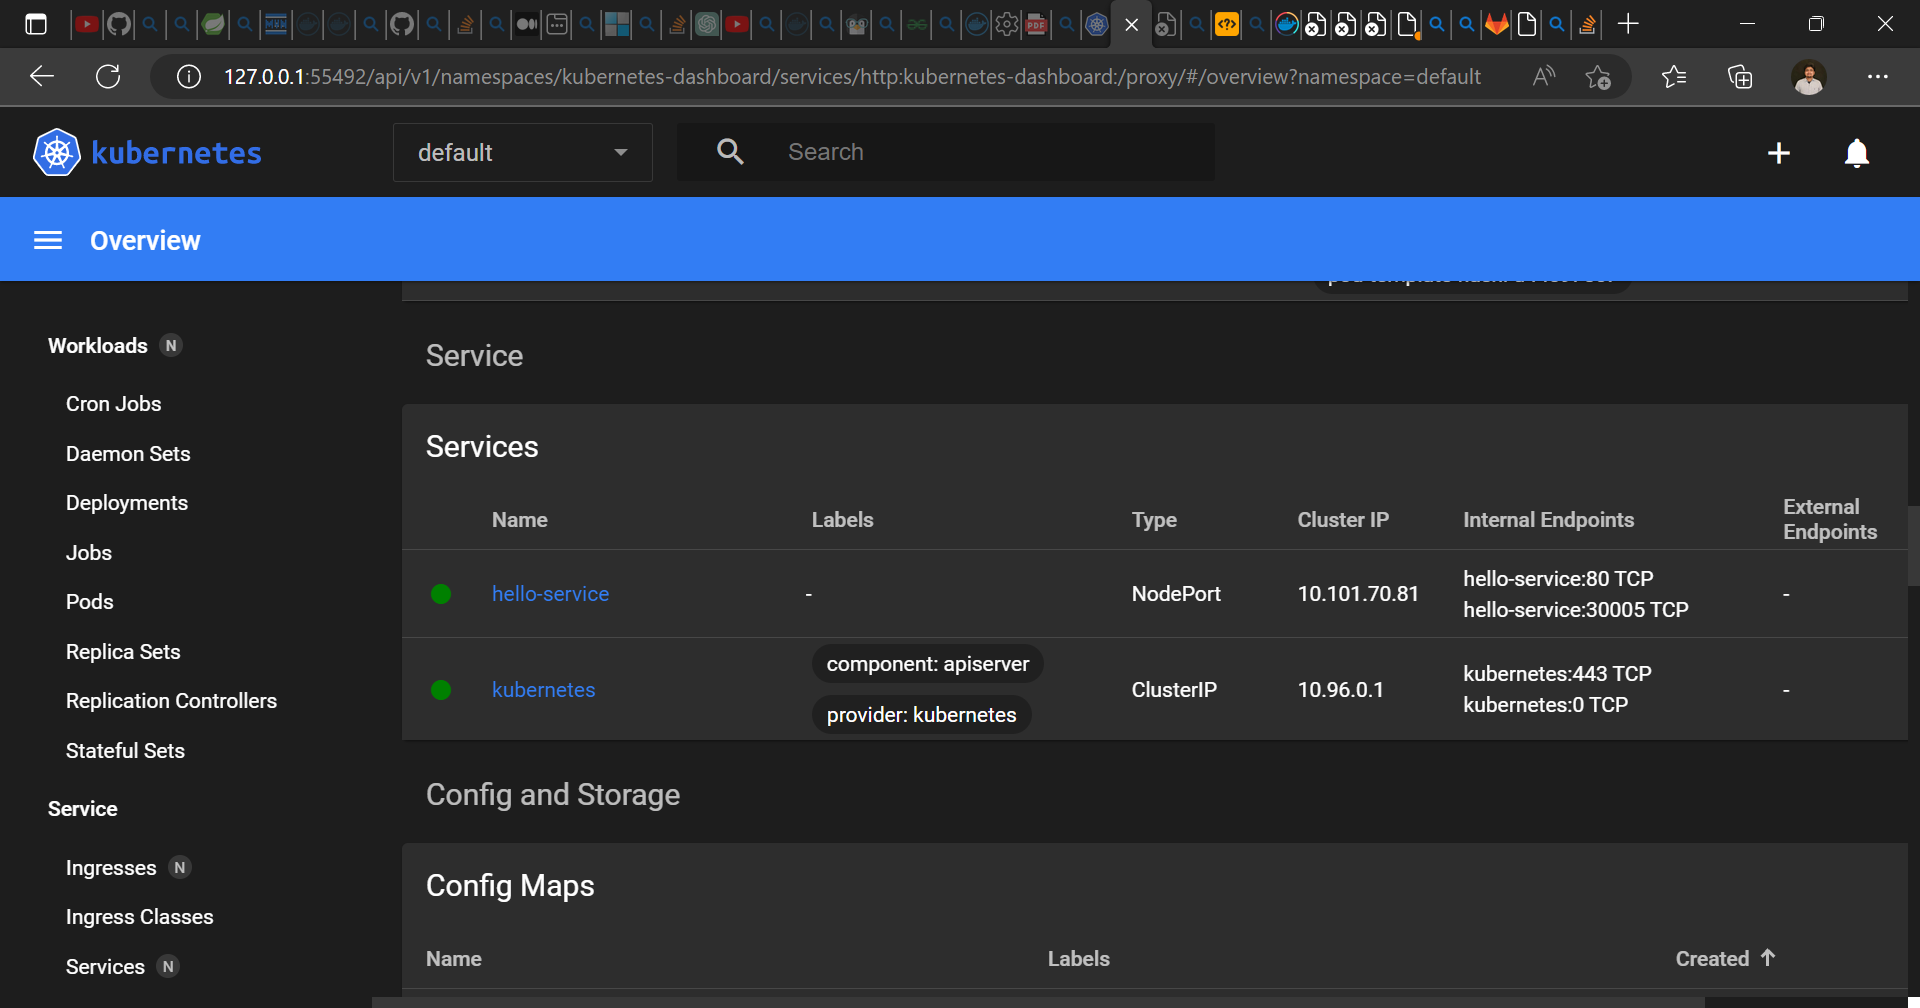 127.0.0.1:55492/api/v1/namespaces/kubernetes-dashboard/services/http:kubernetes-dashboard:/proxy/#/overview?namespace=default
kubernetes
default
Search
Overview
Workloads N
Cron Jobs
Daemon Sets
Deployments
Jobs
Pods
Replica Sets
Replication Controllers
Stateful Sets
Service
Ingresses N
Ingress Classes
Services N
Service
Services
Name Labels Type Cluster IP Internal Endpoints External Endpoints
hello-service - NodePort 10.101.70.81 hello-service:80 TCP -
hello-service:30005 TCP
kubernetes component: apiserver ClusterIP 10.96.0.1 kubernetes:443 TCP -
provider: kubernetes kubernetes:0 TCP
Config and Storage
Config Maps
Name Labels Created